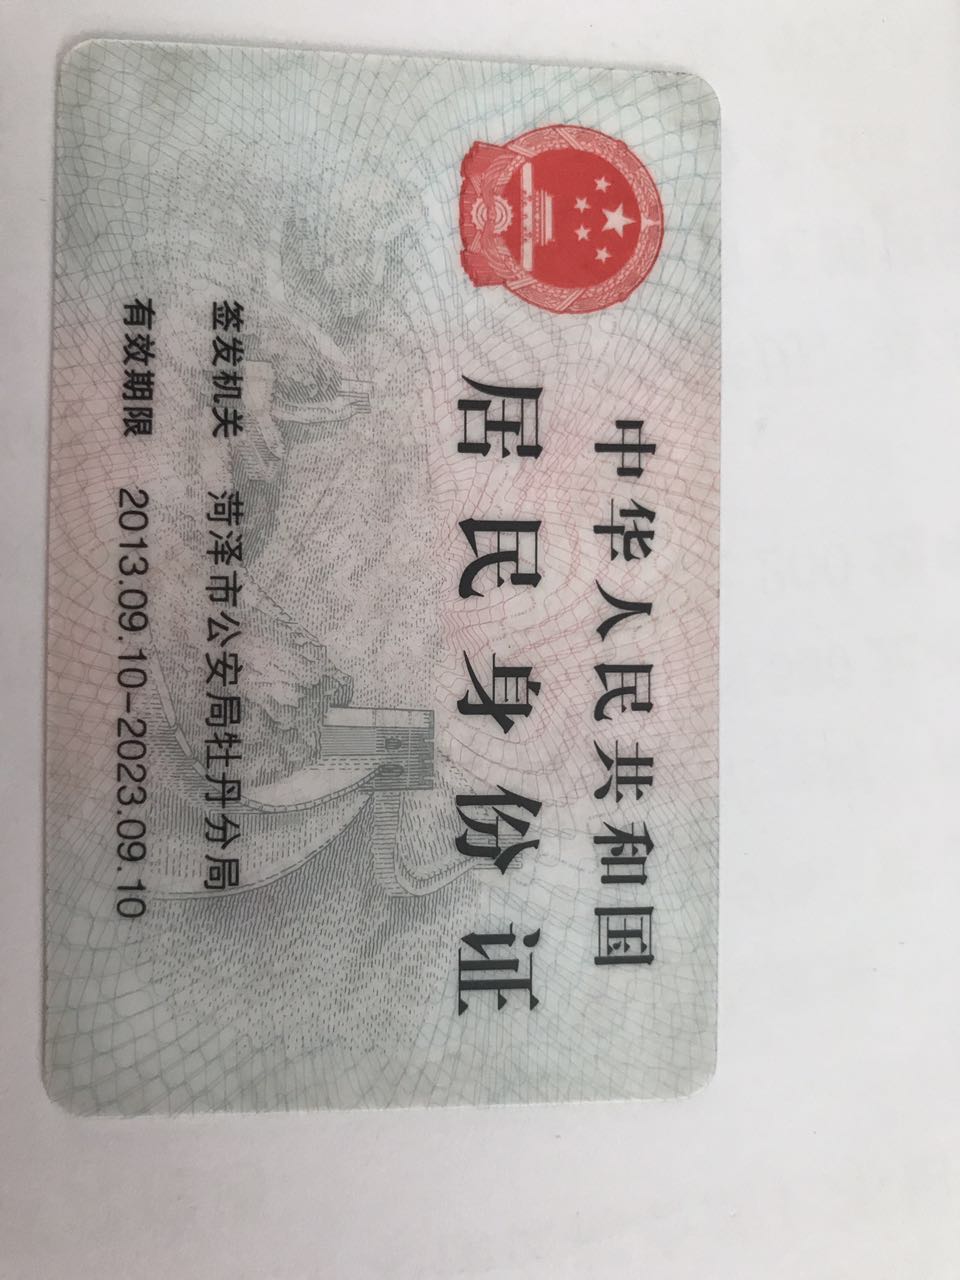 中华人民共和国
居民身份证
签发机关 菏泽市公安局牡丹分局
有效期限 2013.09.10-2023.09.10